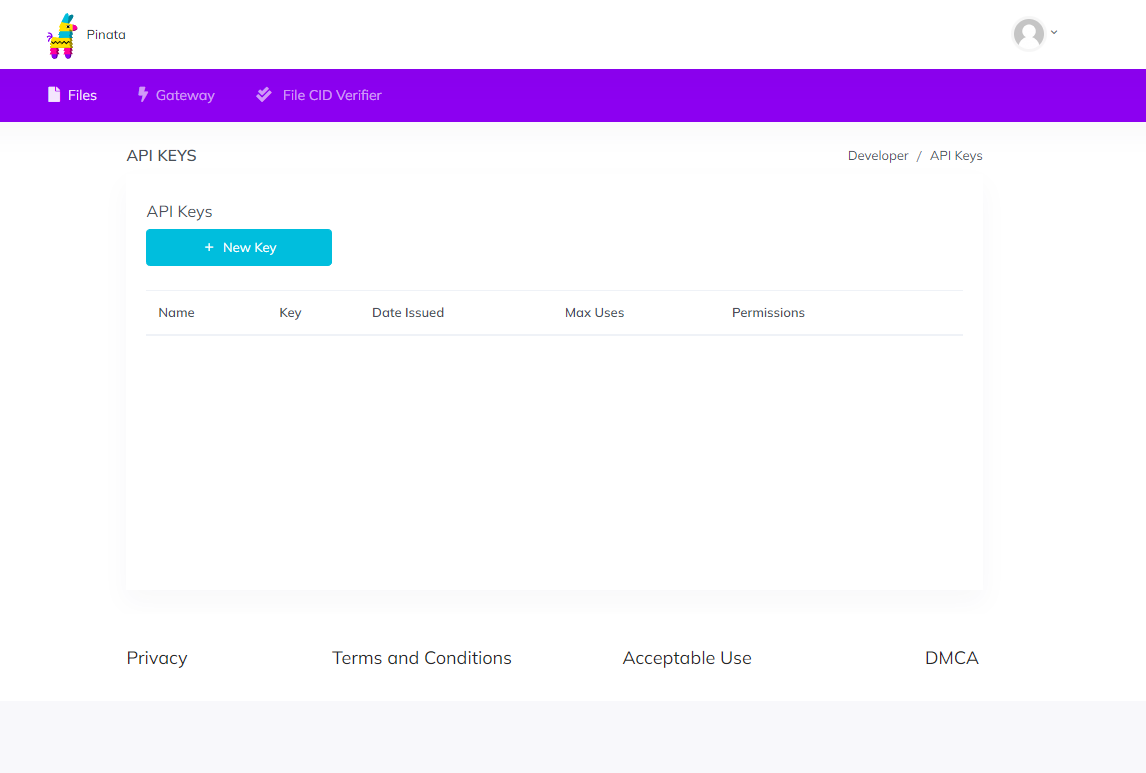 Pinata
Files Gateway File CID Verifier
API KEYS Developer / API Keys
API Keys
+ New Key
Name Key Date Issued Max Uses Permissions
Privacy Terms and Conditions Acceptable Use DMCA